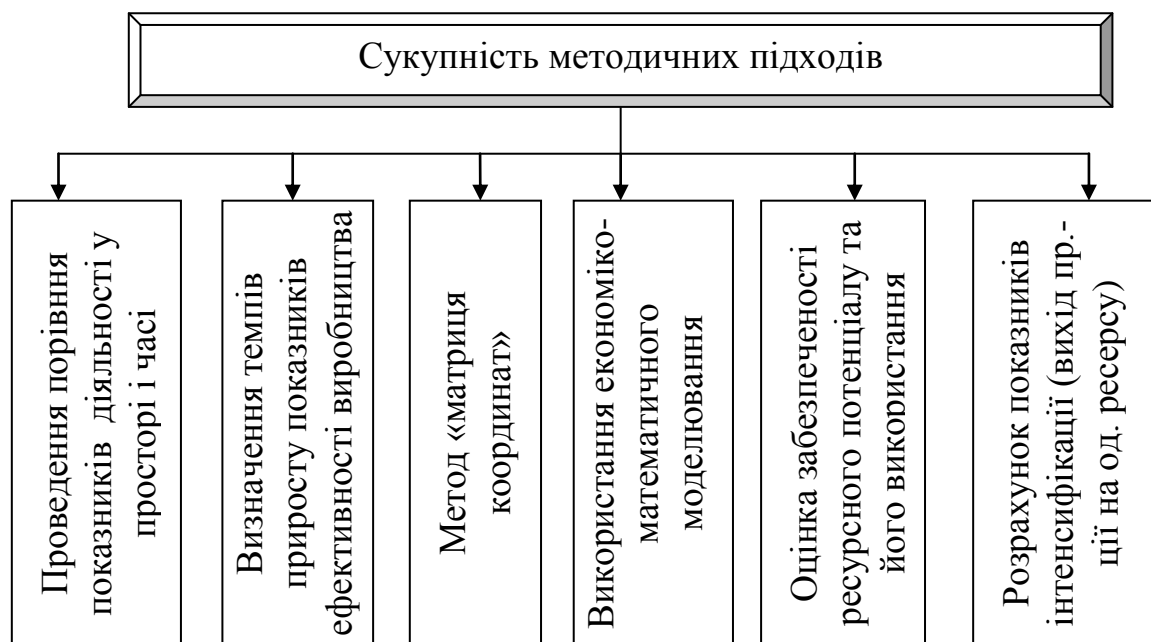 Сукупність методичних підходів
Проведення порівння
показників діяльності у
просторі і часі
Визначення темпів
приросту показників
ефективності виробництва
Метод «матриця
координат»
Використання економіко-
математичного
моделювання
Оцінка забезпеченості
ресурсного потенціалу та
його використання
Розрахунок показників
інтенсифікації (вихід пр.-
ції на од. ресерсу)